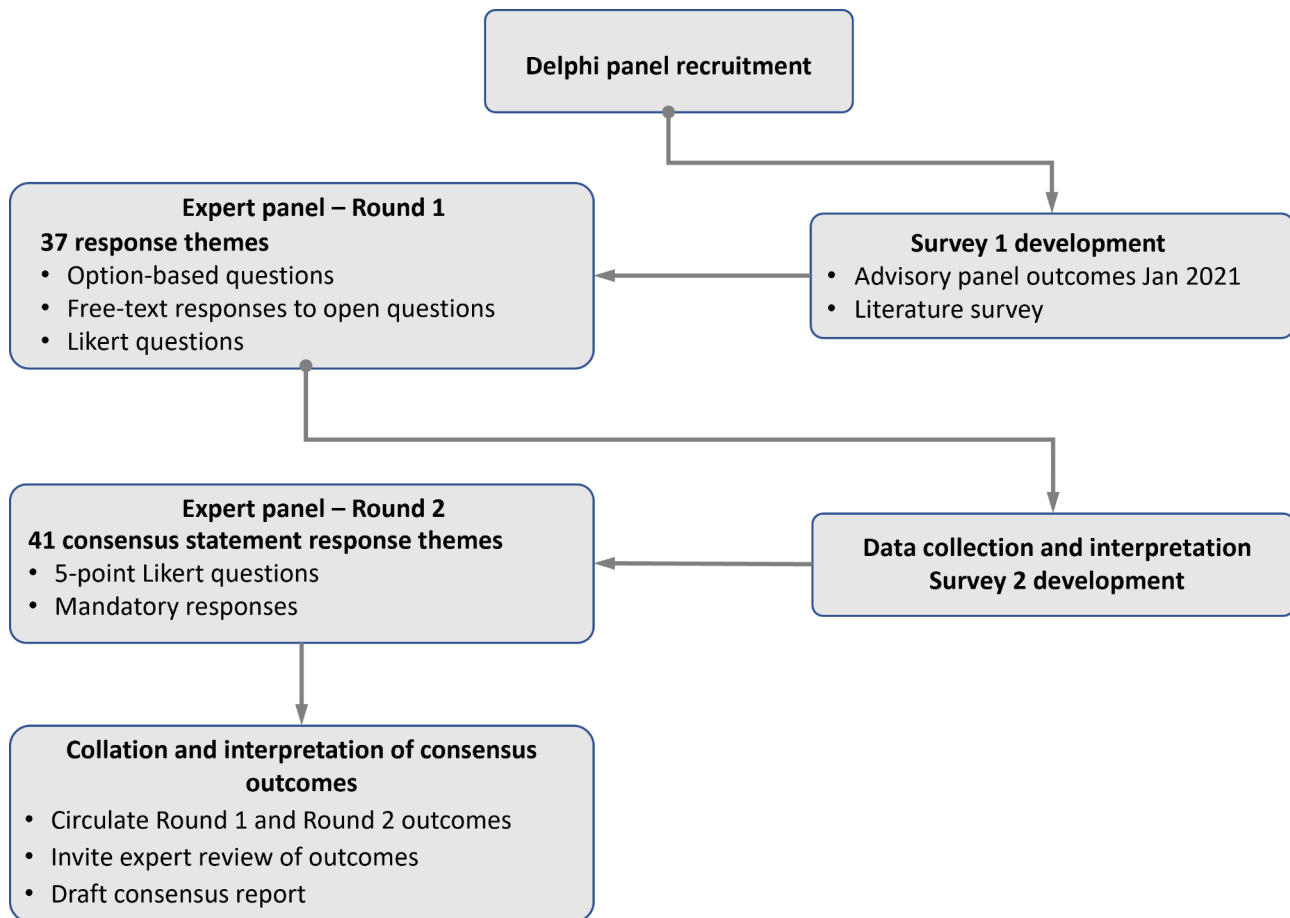 Delphi panel recruitment
Survey 1 development
• Advisory panel outcomes Jan 2021
• Literature survey
Expert panel – Round 1
37 response themes
• Option-based questions
• Free-text responses to open questions
• Likert questions
Data collection and interpretation
Survey 2 development
Expert panel – Round 2
41 consensus statement response themes
• 5-point Likert questions
• Mandatory responses
Collation and interpretation of consensus
outcomes
• Circulate Round 1 and Round 2 outcomes
• Invite expert review of outcomes
• Draft consensus report